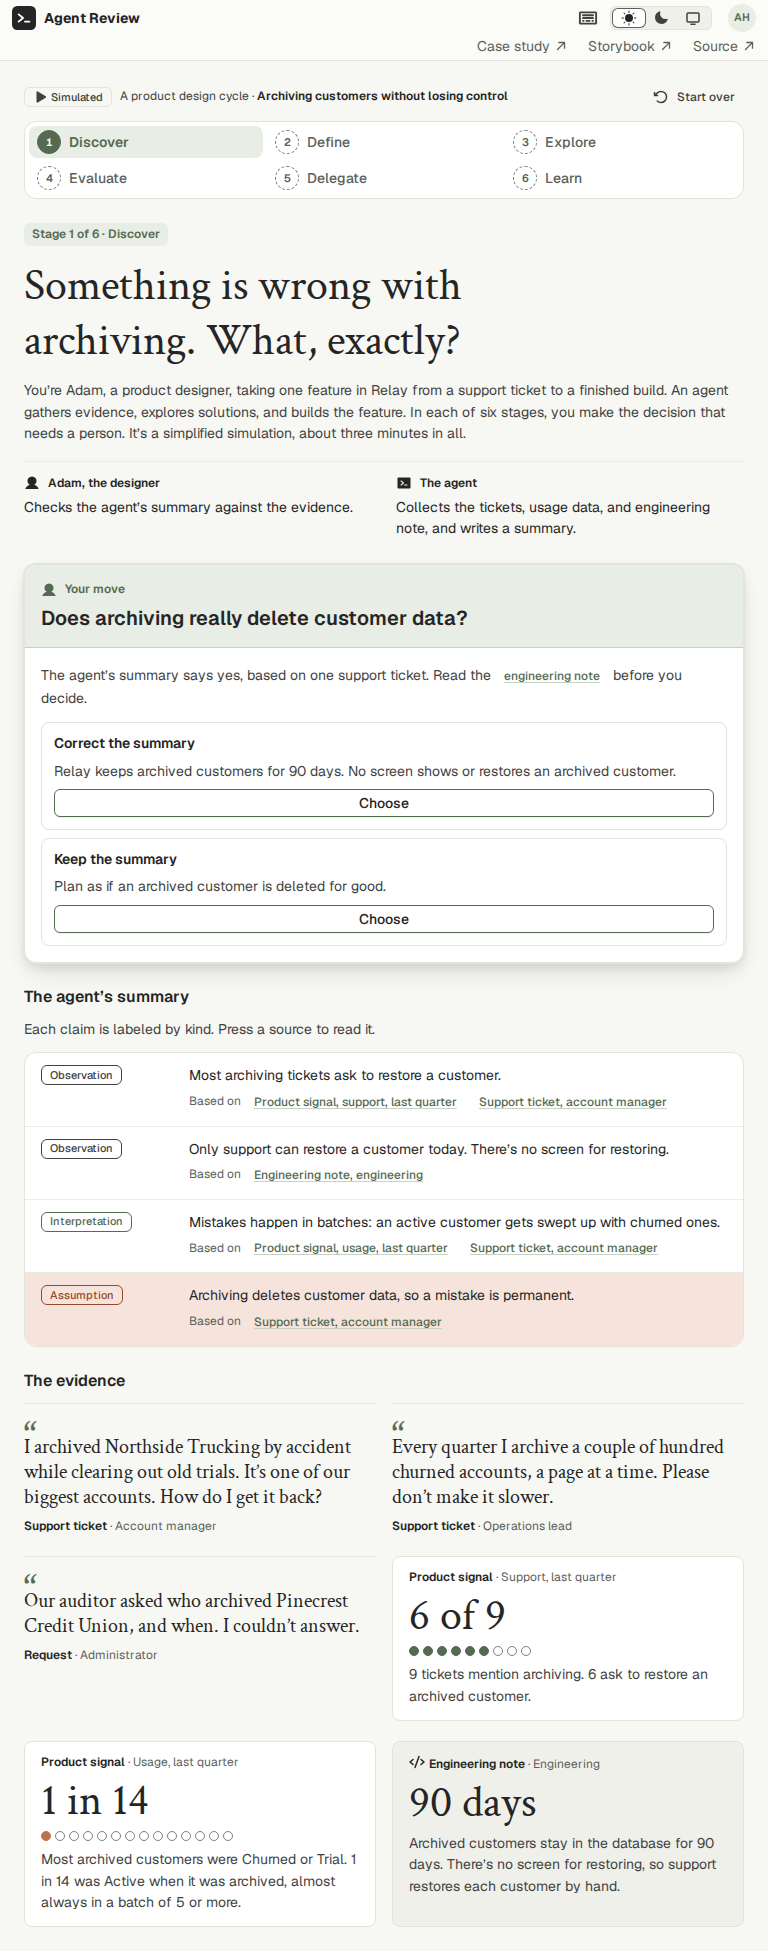 Agent Review
AH
Case study ↗ Storybook ↗ Source ↗
Simulated A product design cycle · Archiving customers without losing control Start over
1 Discover 2 Define 3 Explore
4 Evaluate 5 Delegate 6 Learn
Stage 1 of 6 · Discover
Something is wrong with
archiving. What, exactly?
You’re Adam, a product designer, taking one feature in Relay from a support ticket to a finished build. An agent
gathers evidence, explores solutions, and builds the feature. In each of six stages, you make the decision that
needs a person. It’s a simplified simulation, about three minutes in all.
Adam, the designer
Checks the agent’s summary against the evidence.
The agent
Collects the tickets, usage data, and engineering
note, and writes a summary.
Your move
Does archiving really delete customer data?
The agent’s summary says yes, based on one support ticket. Read the engineering note before you
decide.
Correct the summary
Relay keeps archived customers for 90 days. No screen shows or restores an archived customer.
Choose
Keep the summary
Plan as if an archived customer is deleted for good.
Choose
The agent’s summary
Each claim is labeled by kind. Press a source to read it.
Observation Most archiving tickets ask to restore a customer.
Based on Product signal, support, last quarter Support ticket, account manager
Observation Only support can restore a customer today. There’s no screen for restoring.
Based on Engineering note, engineering
Interpretation Mistakes happen in batches: an active customer gets swept up with churned ones.
Based on Product signal, usage, last quarter Support ticket, account manager
Assumption Archiving deletes customer data, so a mistake is permanent.
Based on Support ticket, account manager
The evidence
“
I archived Northside Trucking by accident
while clearing out old trials. It’s one of our
biggest accounts. How do I get it back?
Support ticket · Account manager
“
Every quarter I archive a couple of hundred
churned accounts, a page at a time. Please
don’t make it slower.
Support ticket · Operations lead
“
Our auditor asked who archived Pinecrest
Credit Union, and when. I couldn’t answer.
Request · Administrator
Product signal · Support, last quarter
6 of 9
9 tickets mention archiving. 6 ask to restore an
archived customer.
Product signal · Usage, last quarter
1 in 14
Most archived customers were Churned or Trial. 1
in 14 was Active when it was archived, almost
always in a batch of 5 or more.
Engineering note · Engineering
90 days
Archived customers stay in the database for 90
days. There’s no screen for restoring, so support
restores each customer by hand.